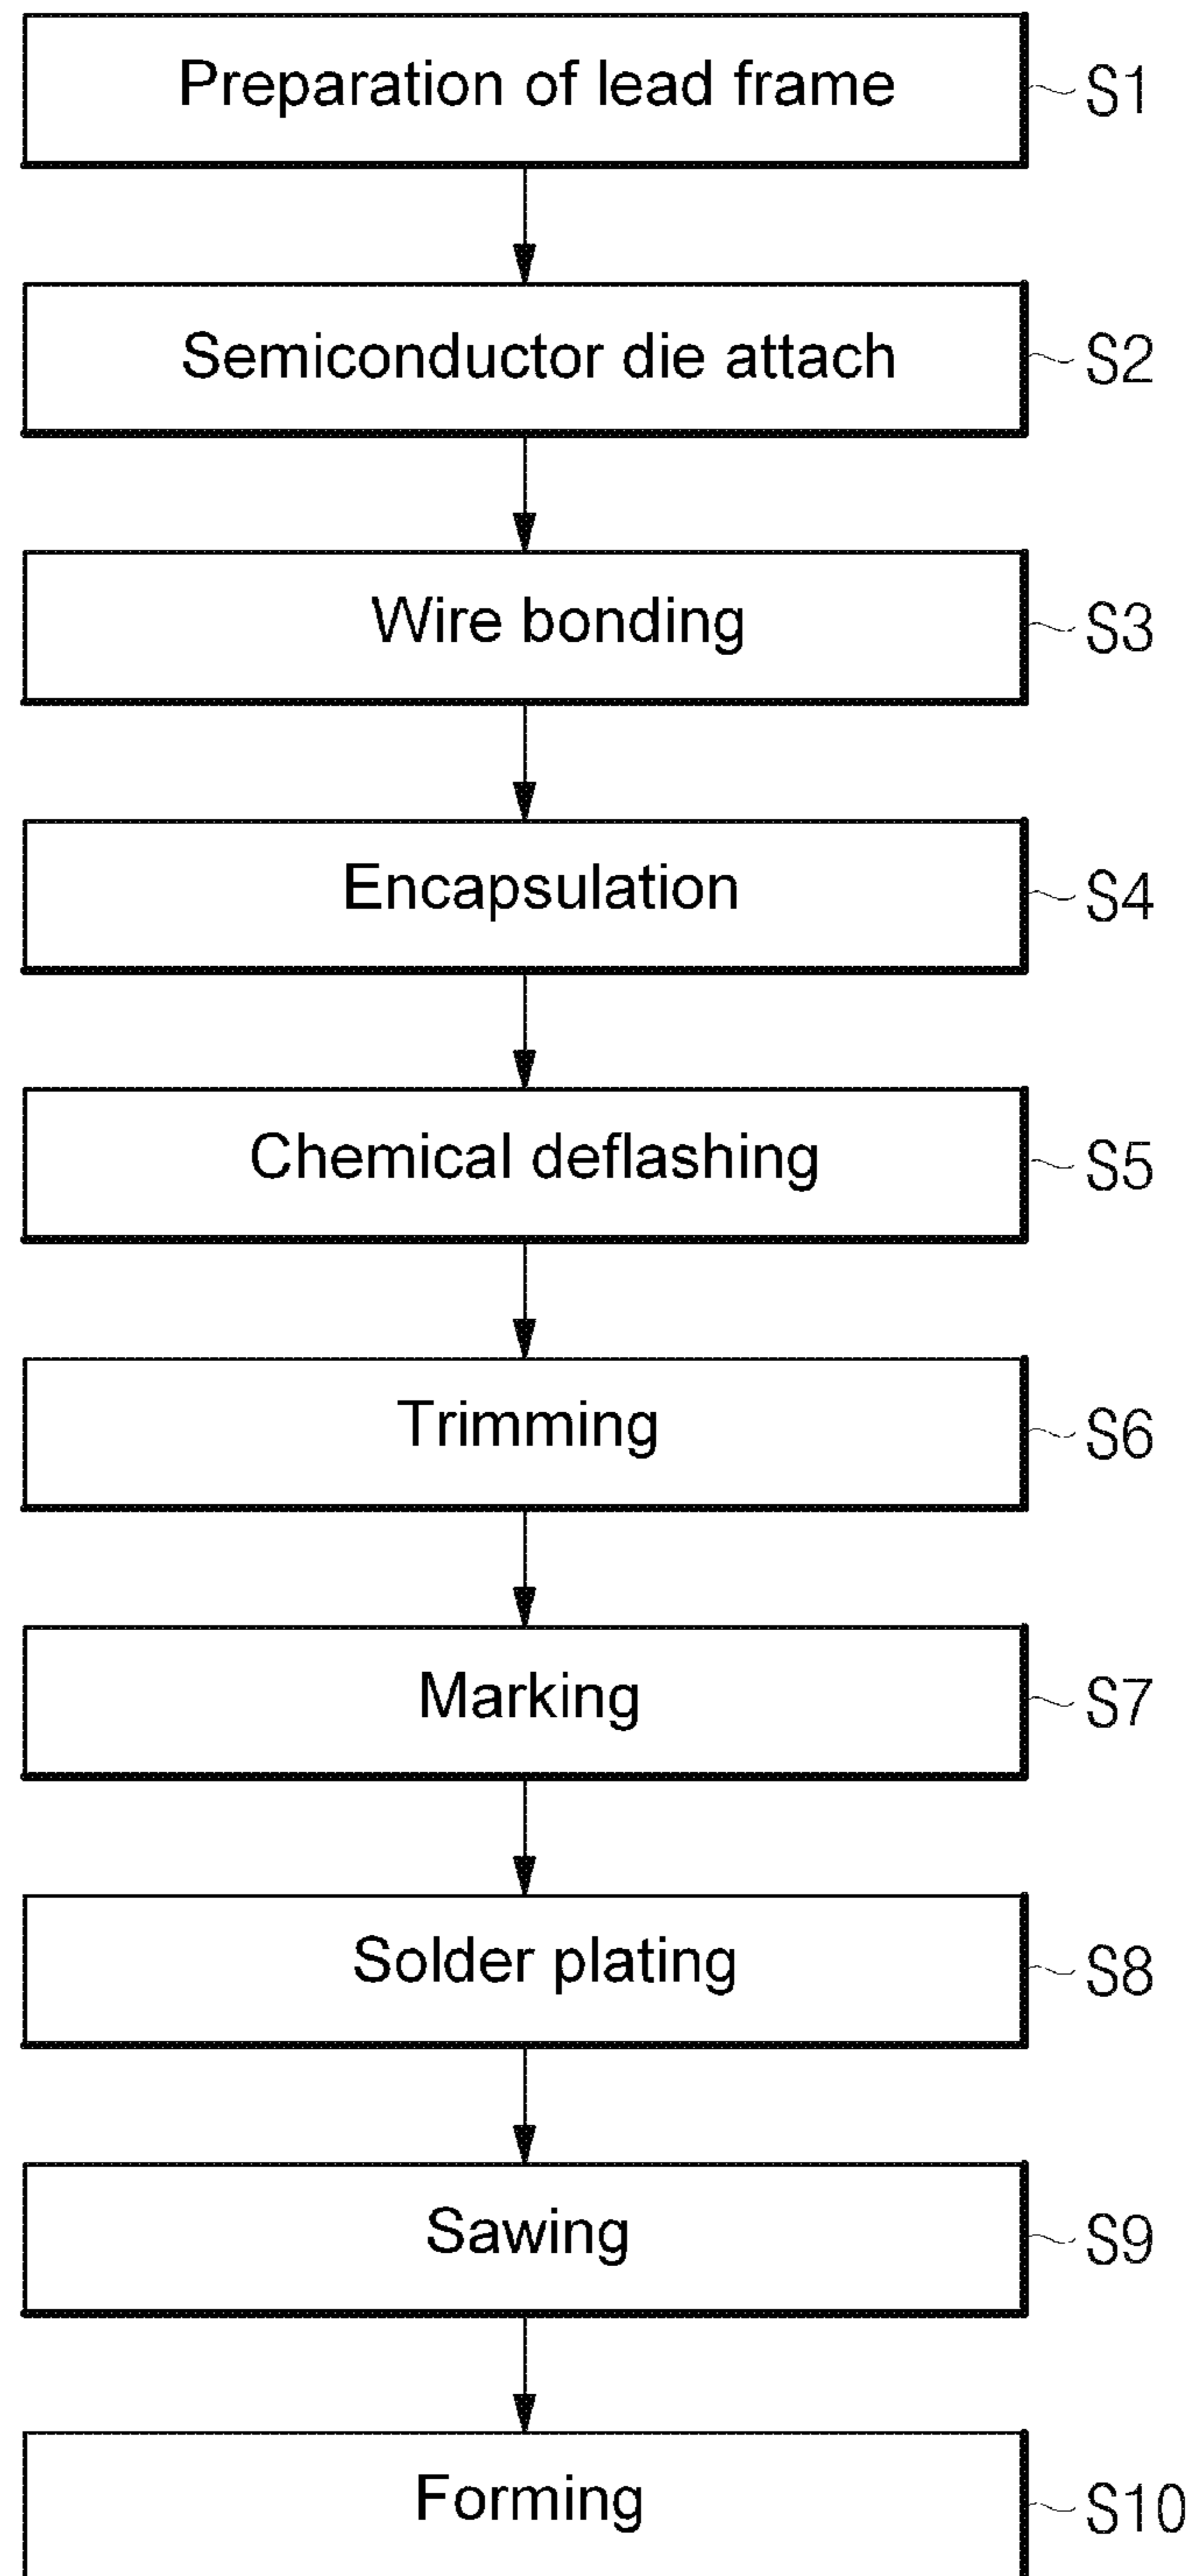 Preparation of lead frame S1
Semiconductor die attach S2
Wire bonding S3
Encapsulation S4
Chemical deflashing S5
Trimming S6
Marking S7
Solder plating S8
Sawing S9
Forming S10